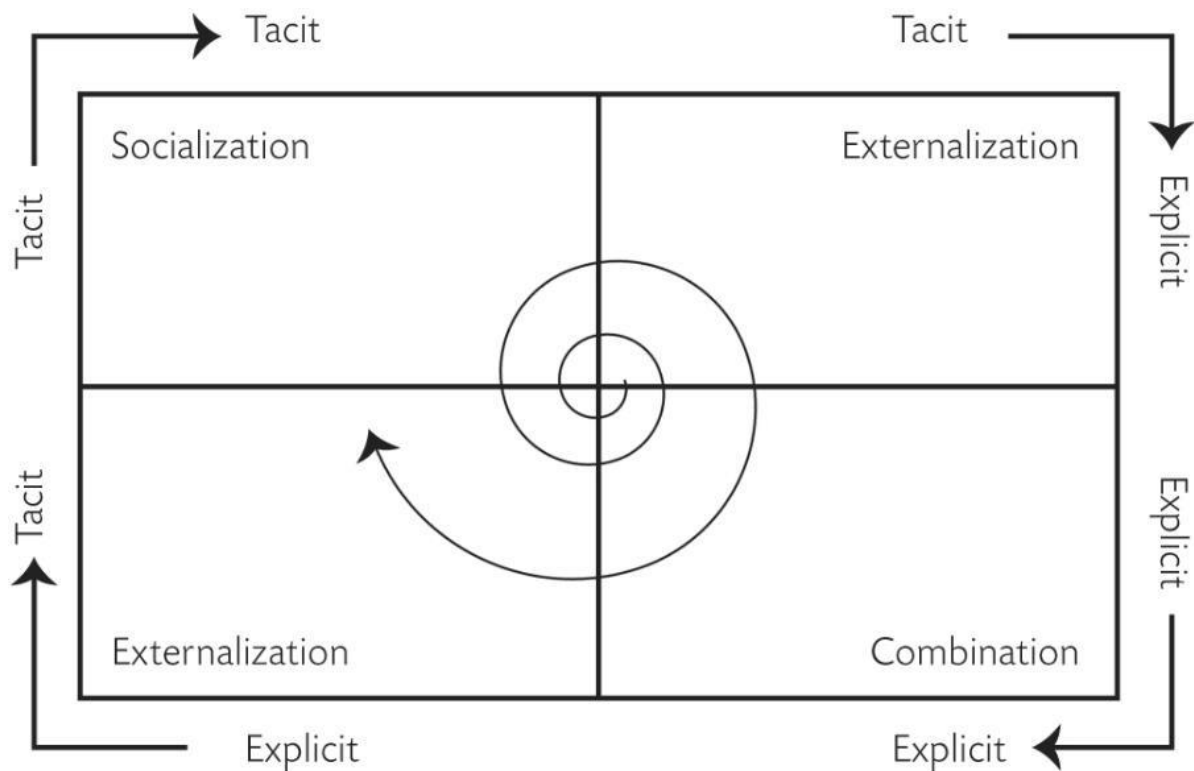 Tacit
Tacit
Socialization
Externalization
Tacit
Explicit
Tacit
Explicit
Externalization
Combination
Explicit
Explicit